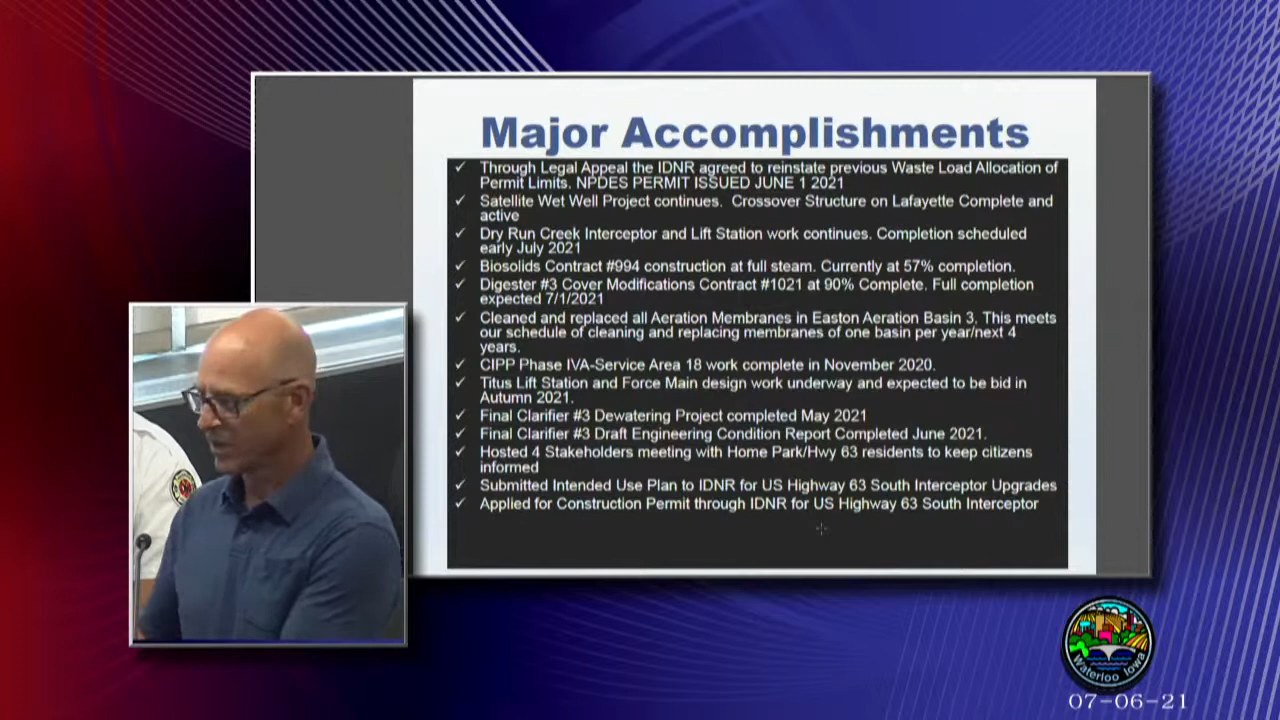 Major Accomplishments
✓ Through Legal Appeal the IDNR agreed to reinstate previous Waste Load Allocation of
Permit Limits. NPDES PERMIT ISSUED JUNE 1 2021
✓ Satellite Wet Well Project continues. Crossover Structure on Lafayette Complete and
active
✓ Dry Run Creek Interceptor and Lift Station work continues. Completion scheduled
early July 2021
✓ Biosolids Contract #994 construction at full steam. Currently at 57% completion.
✓ Digester #3 Cover Modifications Contract #1021 at 90% Complete. Full completion
expected 7/1/2021
✓ Cleaned and replaced all Aeration Membranes in Easton Aeration Basin 3. This meets
our schedule of cleaning and replacing membranes of one basin per year/next 4
years.
✓ CIPP Phase IVA-Service Area 18 work complete in November 2020.
✓ Titus Lift Station and Force Main design work underway and expected to be bid in
Autumn 2021.
✓ Final Clarifier #3 Dewatering Project completed May 2021
✓ Final Clarifier #3 Draft Engineering Condition Report Completed June 2021.
✓ Hosted 4 Stakeholders meeting with Home Park/Hwy 63 residents to keep citizens
informed
✓ Submitted Intended Use Plan to IDNR for US Highway 63 South Interceptor Upgrades
✓ Applied for Construction Permit through IDNR for US Highway 63 South Interceptor
Waterloo Iowa
07-06-21